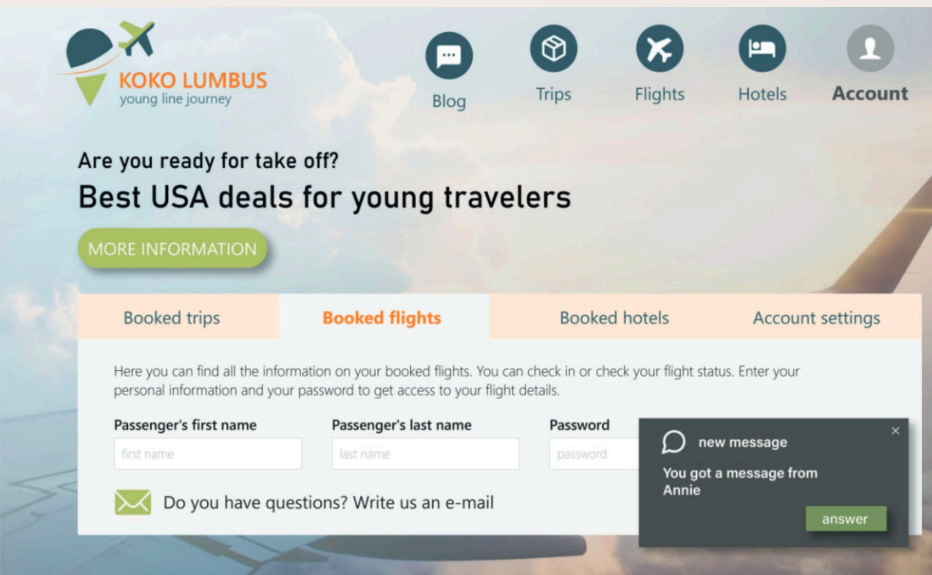 KOKO LUMBUS
young line journey
Blog
Trips
Flights
Hotels
Account
Are you ready for take off?
Best USA deals for young travelers
MORE INFORMATION
Booked trips
Booked flights
Booked hotels
Account settings
Here you can find all the information on your booked flights. You can check in or check your flight status. Enter your
personal information and your password to get access to your flight details.
Passenger's first name
Passenger's last name
Password
first name
last name
password
Do you have questions? Write us an e-mail
new message
×
You got a message from
Annie
answer